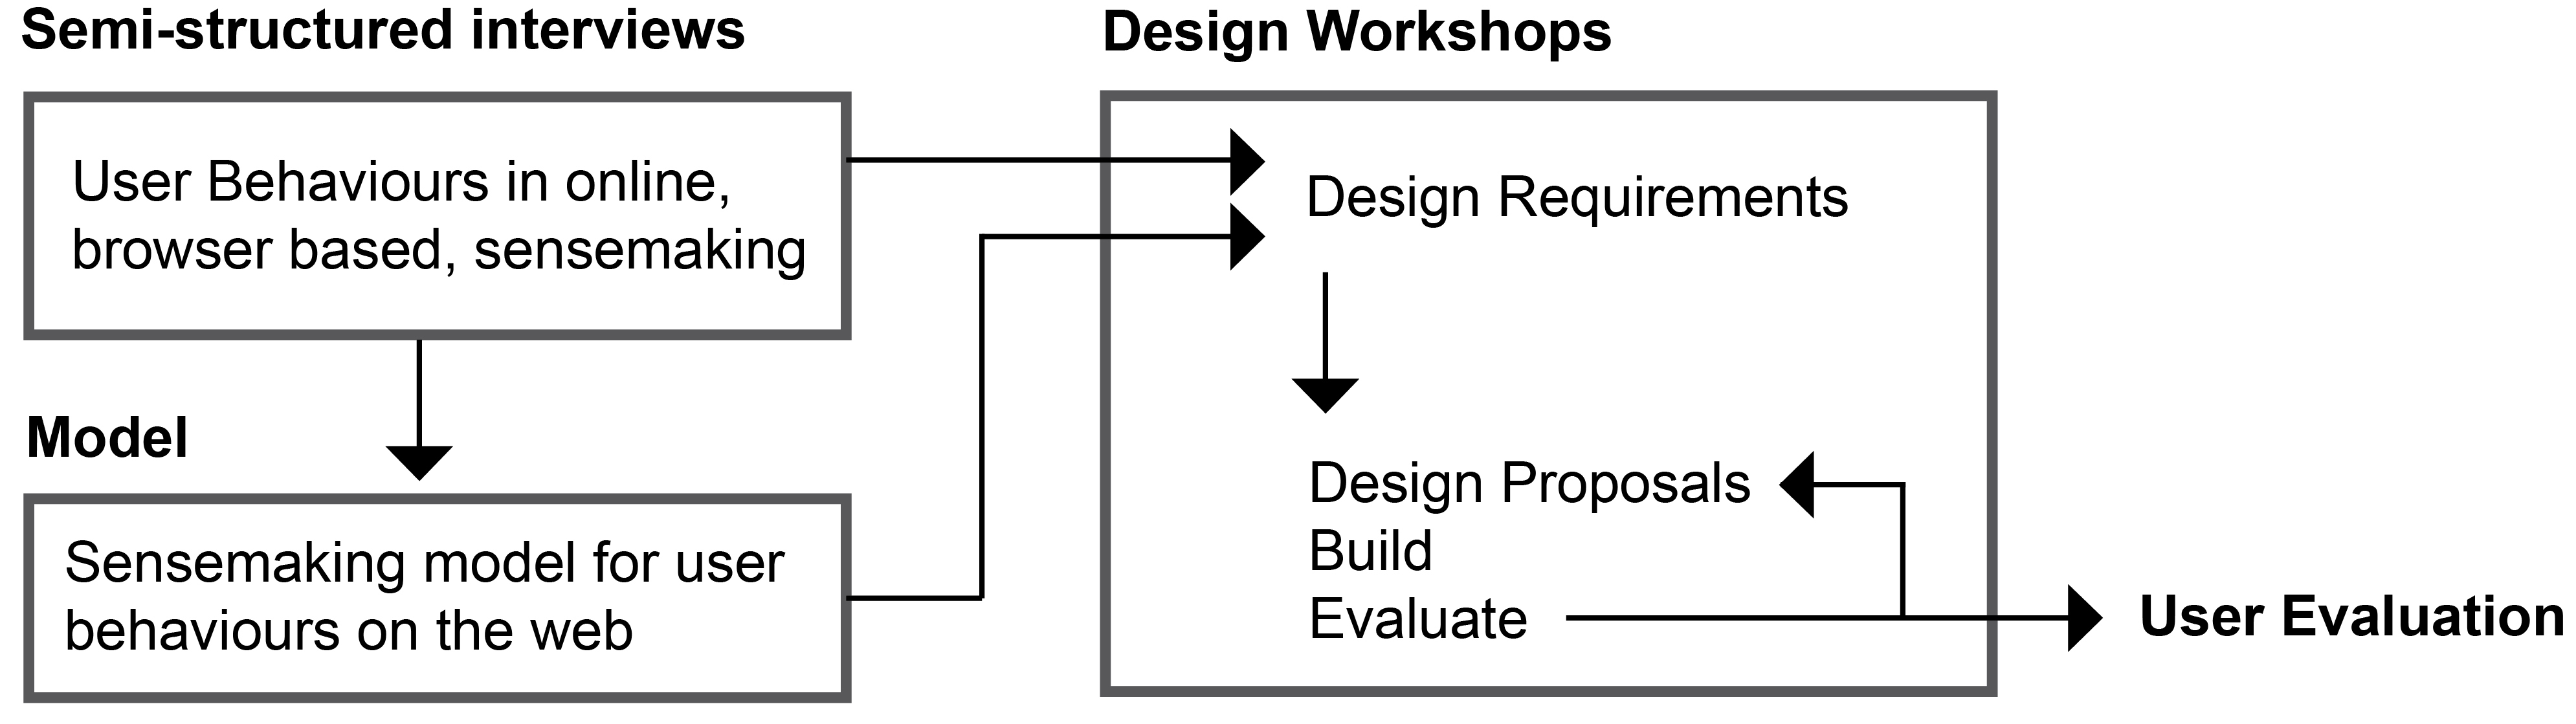 Semi-structured interviews
User Behaviours in online,
browser based, sensemaking
Model
Sensemaking model for user
behaviours on the web
Design Workshops
Design Requirements
Design Proposals
Build
Evaluate
User Evaluation